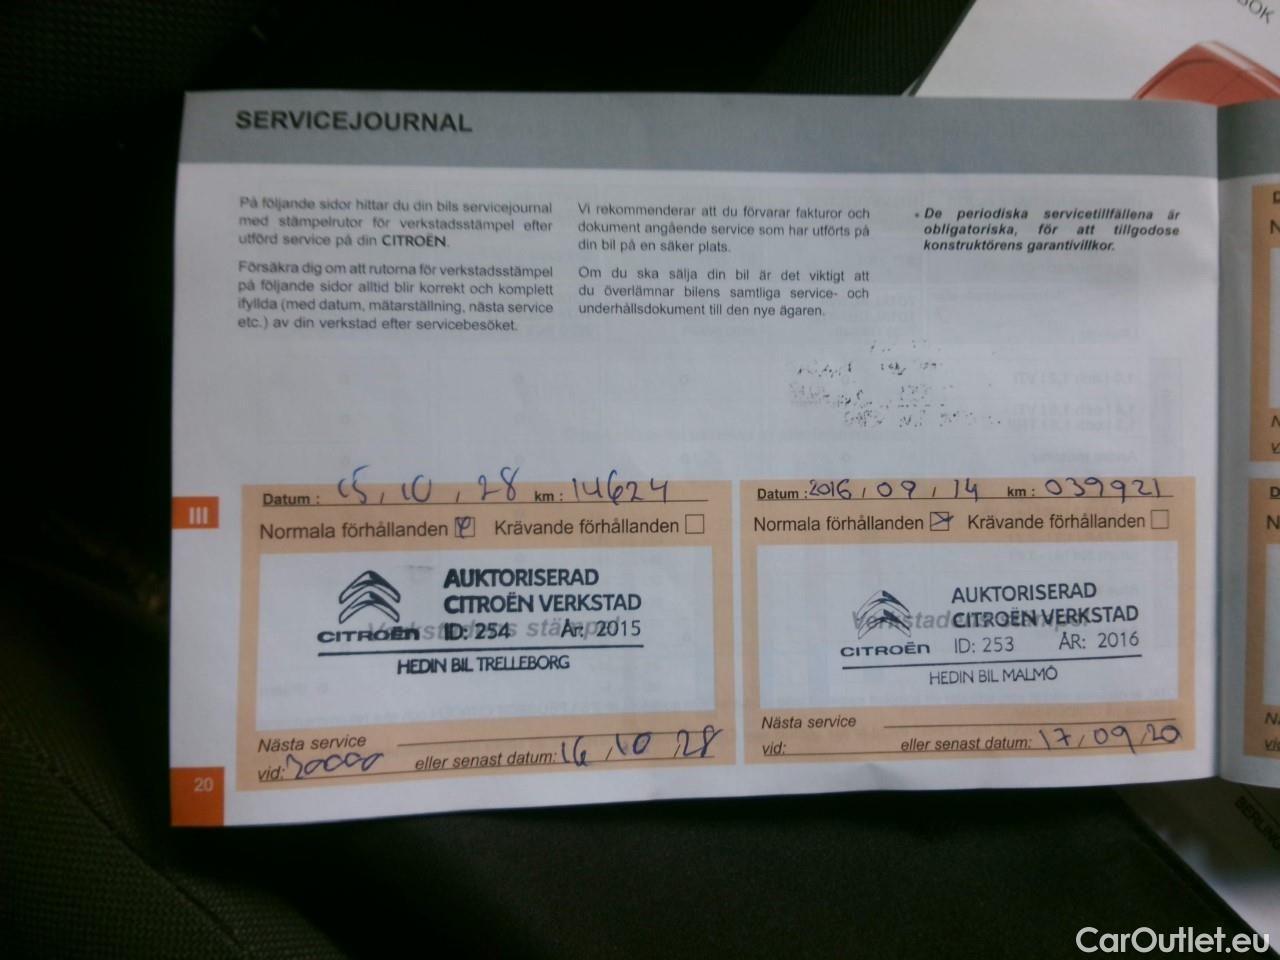 SERVICEJOURNAL
På följande sidor hittar du din bils servicejournal
med stämpelrutor för verkstadsstämpel efter
utförd service på din CITROËN.
Försäkra dig om att rutorna för verkstadsstämpel
på följande sidor alltid blir korrekt och komplett
ifyllda (med datum, mätarställning, nästa service
etc.) av din verkstad efter servicebesöket.
Vi rekommenderar att du förvarar fakturor och
dokument angående service som har utförts på
din bil på en säker plats.
Om du ska sälja din bil är det viktigt att
du överlämnar bilens samtliga service- och
underhållsdokument till den nye ägaren.
• De periodiska servicetillfällena är
obligatoriska, för att tillgodose
konstruktörens garantivillkor.
III
Datum : 15, 10, 28 km : 14624
Normala förhållanden Krävande förhållanden
AUKTORISERAD
CITROËN VERKSTAD
CITROËN ID: 254 År: 2015
HEDIN BIL TRELLEBORG
Verkstadens stämpel
Nästa service
vid: 30000 eller senast datum: 16, 10, 28
Datum : 2016, 09, 14 km : 039921
Normala förhållanden Krävande förhållanden
AUKTORISERAD
CITROËN VERKSTAD
CITROËN ID: 253 ÅR: 2016
HEDIN BIL MALMÖ
Verkstadens stämpel
Nästa service
vid: eller senast datum: 17, 09, 20
20
CarOutlet.eu